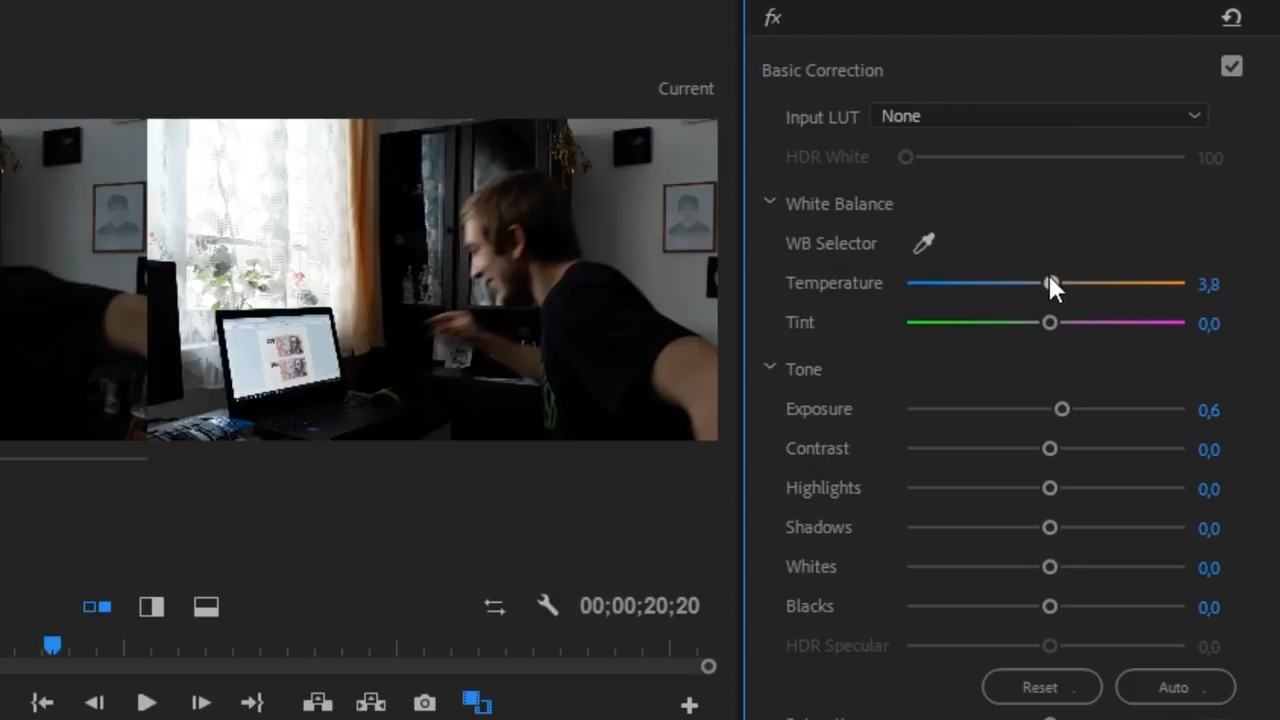 fx
Basic Correction
Current
Input LUT None
HDR White 100
White Balance
WB Selector
Temperature 3,8
Tint 0,0
Tone
Exposure 0,6
Contrast 0,0
Highlights 0,0
Shadows 0,0
Whites 0,0
Blacks 0,0
HDR Specular 0,0
00;00;20;20
Reset
Auto